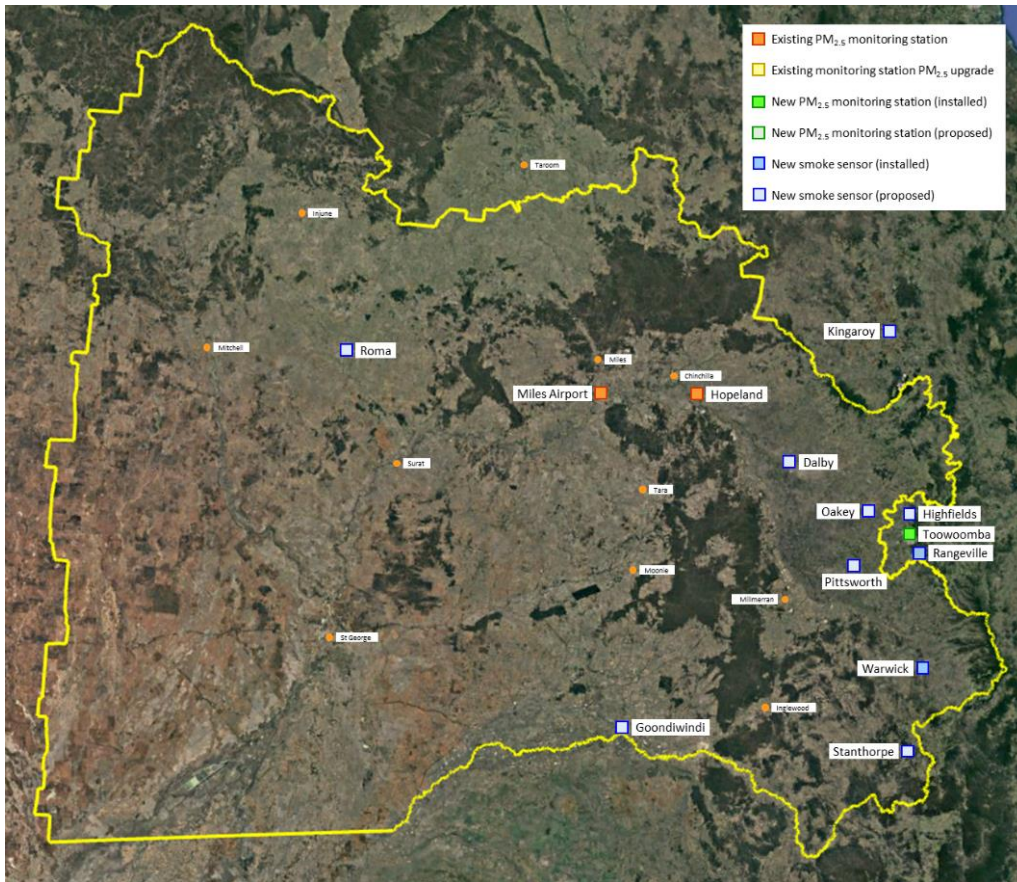 Existing PM2.5 monitoring station
Existing monitoring station PM2.5 upgrade
New PM2.5 monitoring station (installed)
New PM2.5 monitoring station (proposed)
New smoke sensor (installed)
New smoke sensor (proposed)
Taroom
Injune
Kingaroy
Mitchell
Roma
Miles
Chinchilla
Miles Airport
Hopeland
Surat
Dalby
Tara
Oakey
Highfields
Toowoomba
Rangeville
Moonie
Pittsworth
Millmerran
St George
Warwick
Inglewood
Goondiwindi
Stanthorpe